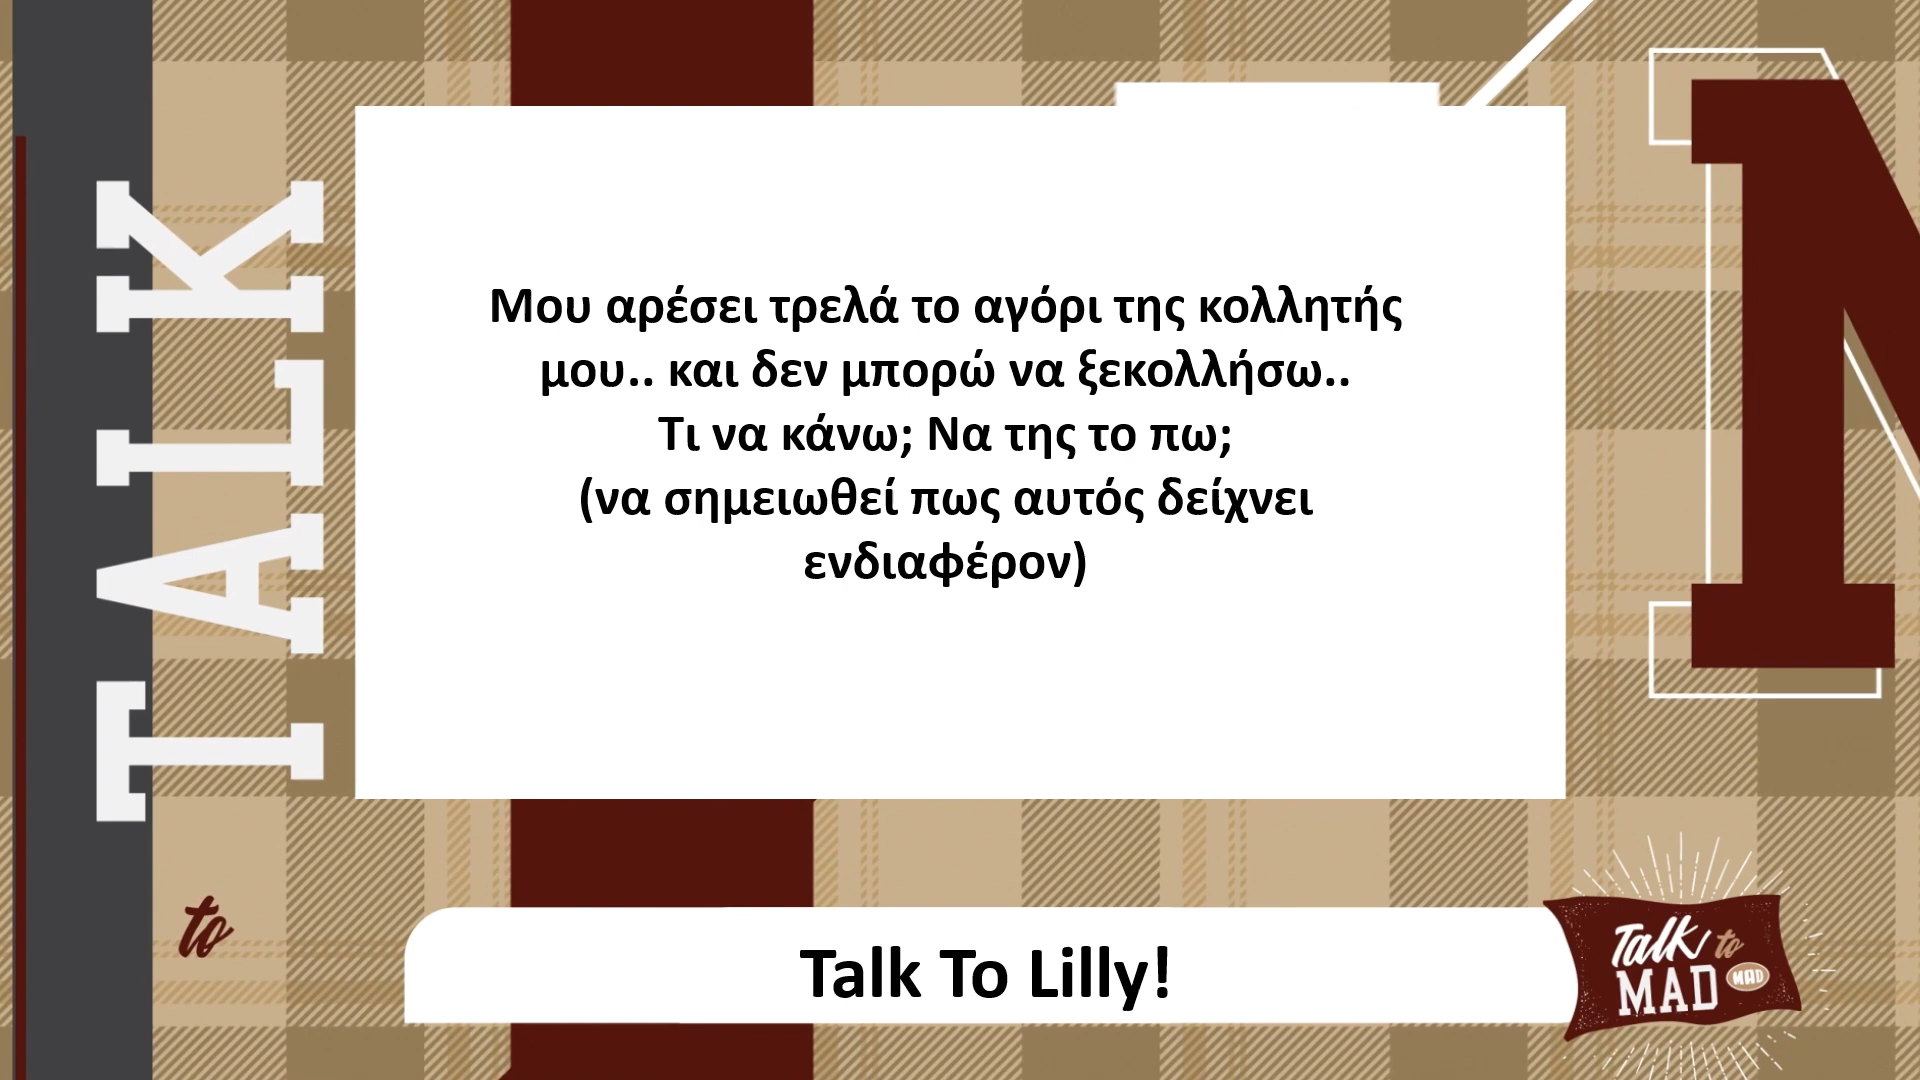 TALK
to
M
Μου αρέσει τρελά το αγόρι της κολλητής
μου.. και δεν μπορώ να ξεκολλήσω..
Τι να κάνω; Να της το πω;
(να σημειωθεί πως αυτός δείχνει
ενδιαφέρον)
Talk To Lilly!
Talk to
MAD MAD